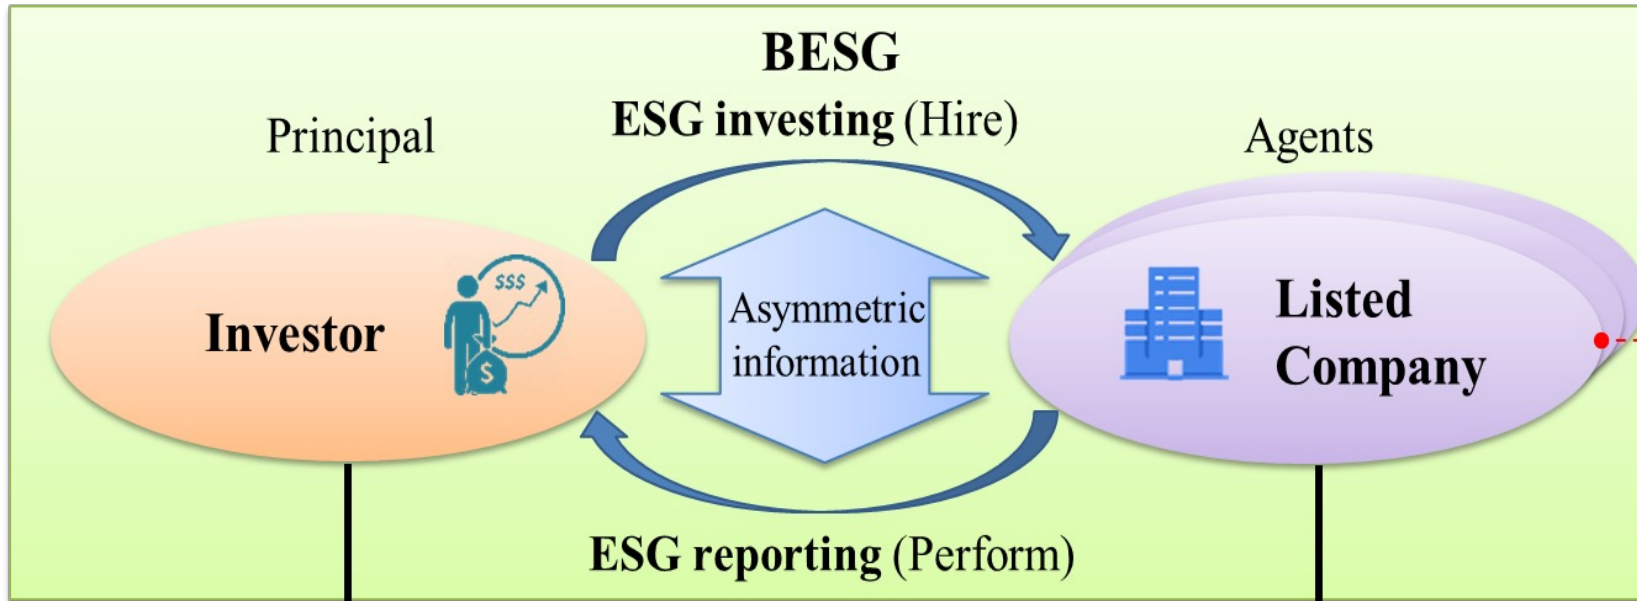 BESG
ESG investing (Hire)
Principal
Agents
$$$
Investor
$
Asymmetric
information
Listed
Company
ESG reporting (Perform)